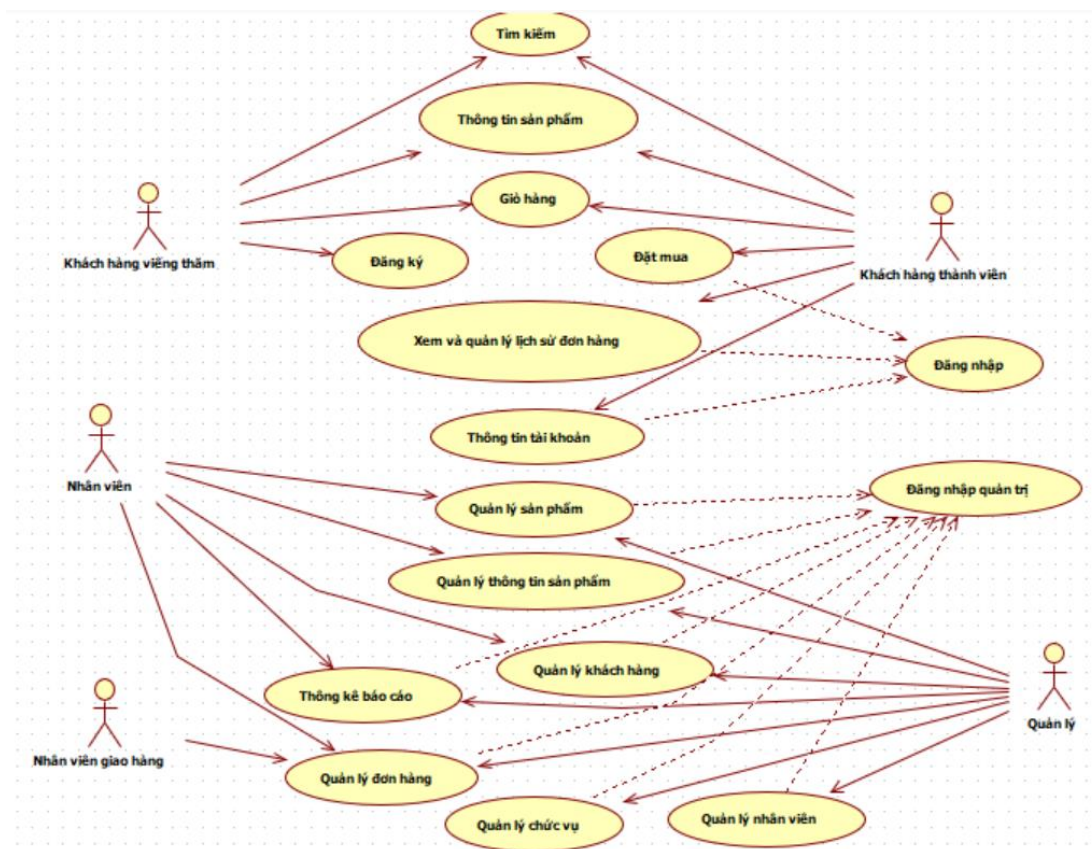 Tìm kiếm
Thông tin sản phẩm
Giỏ hàng
Khách hàng viếng thăm
Đăng ký
Đặt mua
Khách hàng thành viên
Xem và quản lý lịch sử đơn hàng
Đăng nhập
Thông tin tài khoản
Nhân viên
Đăng nhập quản trị
Quản lý sản phẩm
Quản lý thông tin sản phẩm
Quản lý khách hàng
Thông kê báo cáo
Quản lý
Nhân viên giao hàng
Quản lý đơn hàng
Quản lý chức vụ
Quản lý nhân viên